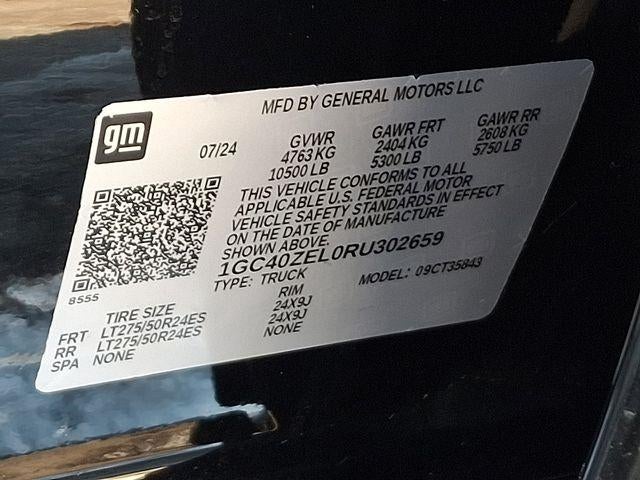 MFD BY GENERAL MOTORS LLC
gm
07/24 GVWR GAWR FRT GAWR RR
4763 KG 2404 KG 2608 KG
10500 LB 5300 LB 5750 LB
THIS VEHICLE CONFORMS TO ALL
APPLICABLE U.S. FEDERAL MOTOR
VEHICLE SAFETY STANDARDS IN EFFECT
ON THE DATE OF MANUFACTURE
SHOWN ABOVE.
1GC40ZEL0RU302659
TYPE: TRUCK MODEL: 09CT35843
8555
TIRE SIZE RIM
FRT LT275/50R24ES 24X9J
RR LT275/50R24ES 24X9J
SPA NONE NONE